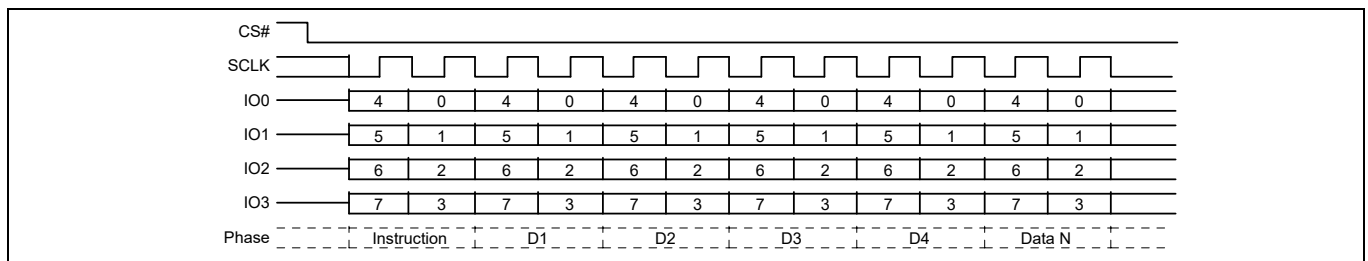 CS#
SCLK
IO0 4 0 4 0 4 0 4 0 4 0 4 0
IO1 5 1 5 1 5 1 5 1 5 1 5 1
IO2 6 2 6 2 6 2 6 2 6 2 6 2
IO3 7 3 7 3 7 3 7 3 7 3 7 3
Phase Instruction D1 D2 D3 D4 Data N